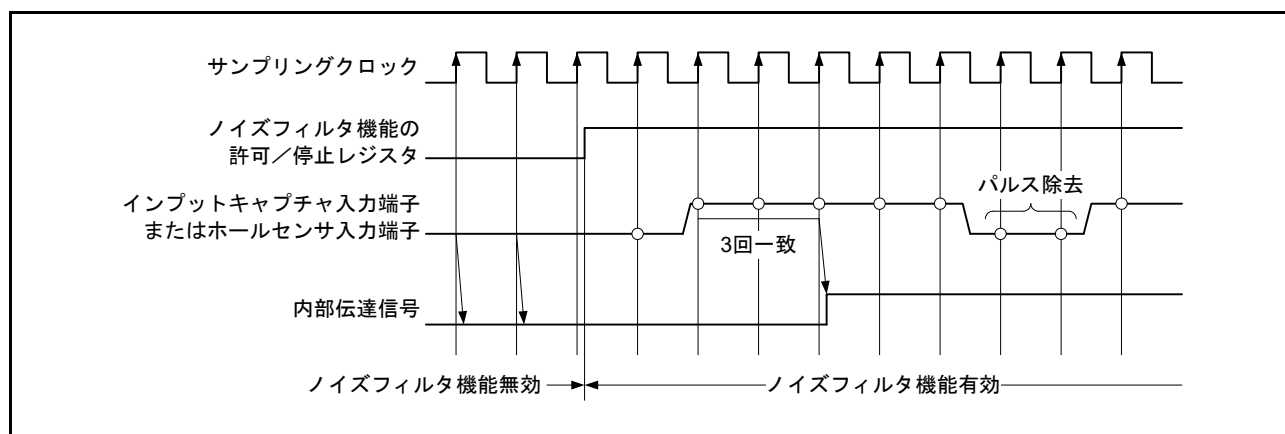 サンプリングクロック
ノイズフィルタ機能の
許可／停止レジスタ
インプットキャプチャ入力端子
またはホールセンサ入力端子
パルス除去
3回一致
内部伝達信号
ノイズフィルタ機能無効
ノイズフィルタ機能有効